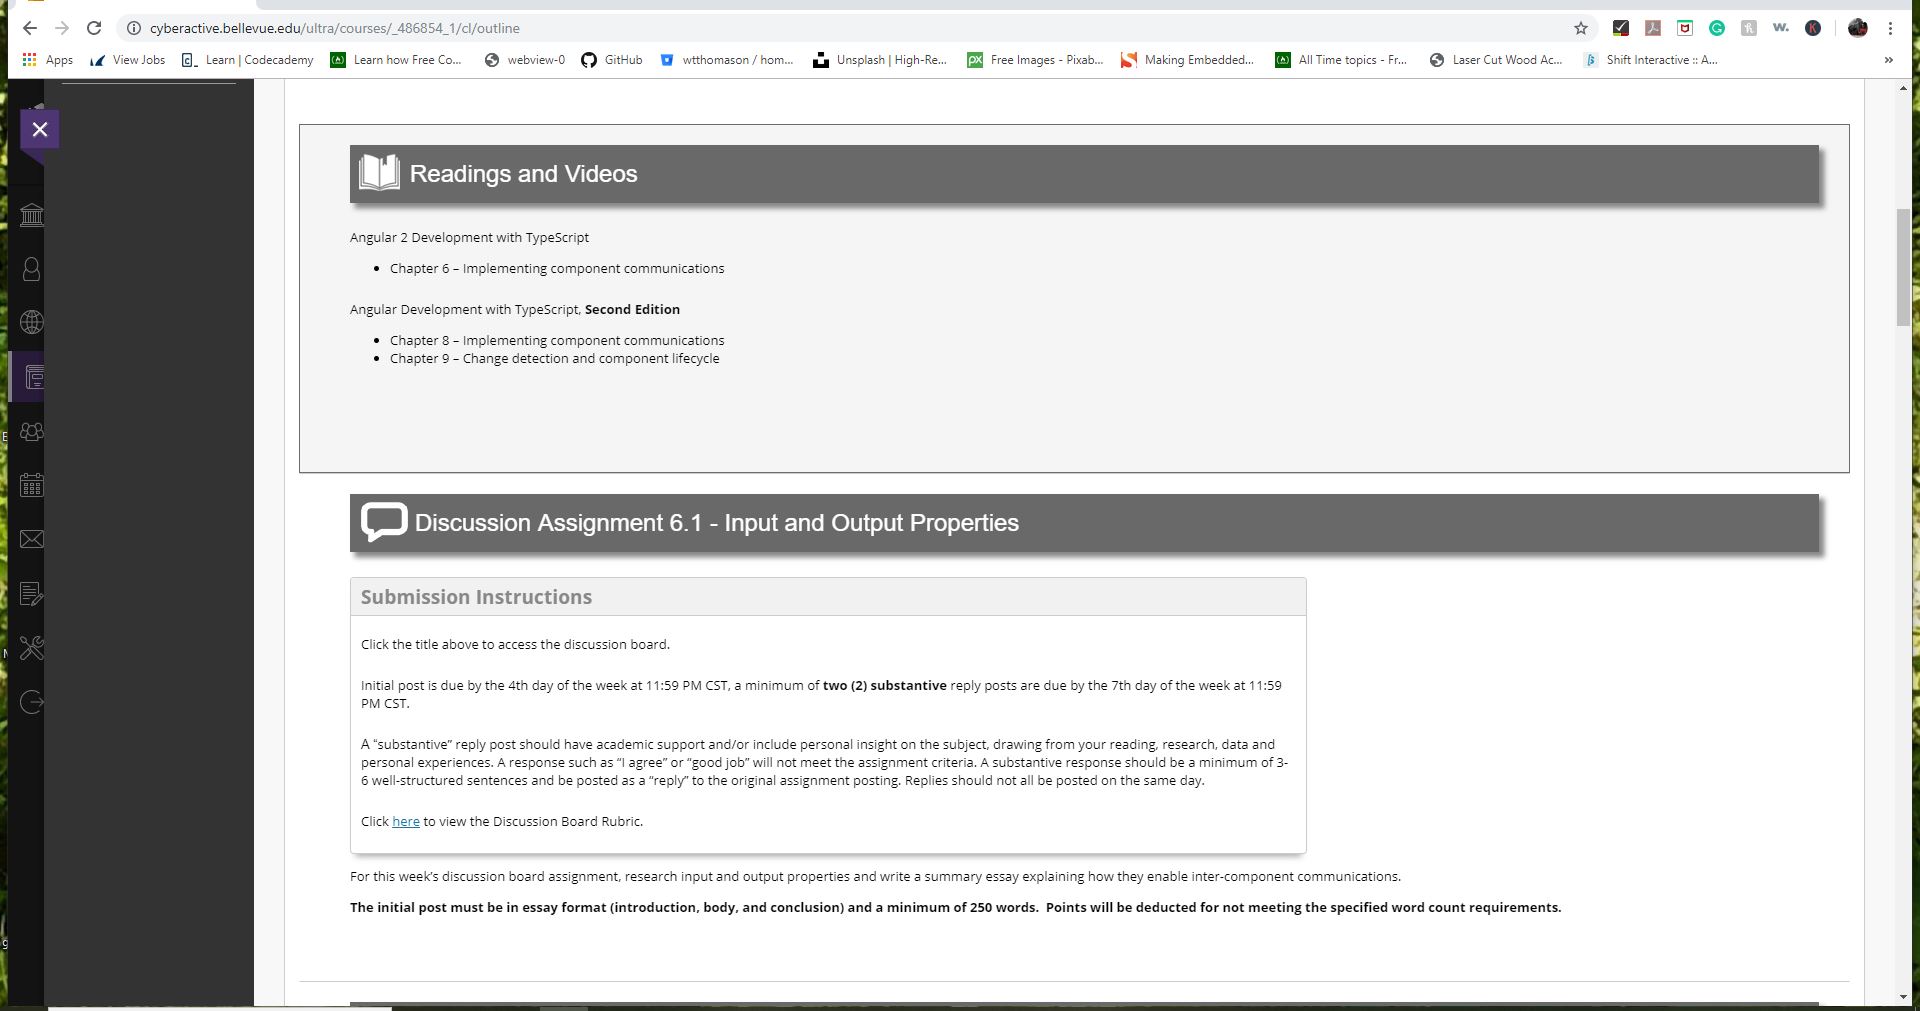 cyberactive.bellevue.edu/ultra/courses/_486854_1/cl/outline
Apps View Jobs Learn | Codecademy Learn how Free Co... webview-0 GitHub wtthomason / hom... Unsplash | High-Re... Free Images - Pixab... Making Embedded... All Time topics - Fr... Laser Cut Wood Ac... Shift Interactive :: A... »
Readings and Videos
Angular 2 Development with TypeScript
• Chapter 6 – Implementing component communications
Angular Development with TypeScript, Second Edition
• Chapter 8 – Implementing component communications
• Chapter 9 – Change detection and component lifecycle
Discussion Assignment 6.1 - Input and Output Properties
Submission Instructions
Click the title above to access the discussion board.
Initial post is due by the 4th day of the week at 11:59 PM CST, a minimum of two (2) substantive reply posts are due by the 7th day of the week at 11:59
PM CST.
A “substantive” reply post should have academic support and/or include personal insight on the subject, drawing from your reading, research, data and
personal experiences. A response such as “I agree” or “good job” will not meet the assignment criteria. A substantive response should be a minimum of 3-
6 well-structured sentences and be posted as a “reply” to the original assignment posting. Replies should not all be posted on the same day.
Click here to view the Discussion Board Rubric.
For this week’s discussion board assignment, research input and output properties and write a summary essay explaining how they enable inter-component communications.
The initial post must be in essay format (introduction, body, and conclusion) and a minimum of 250 words. Points will be deducted for not meeting the specified word count requirements.